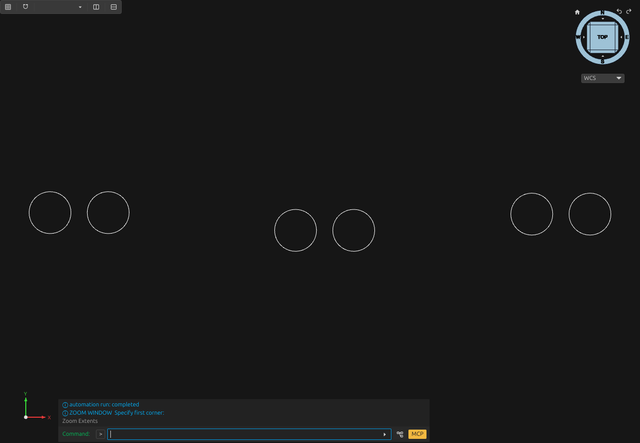 N
W
TOP
E
S
WCS
Y
X
automation run: completed
ZOOM WINDOW Specify first corner:
Zoom Extents
Command: >
MCP